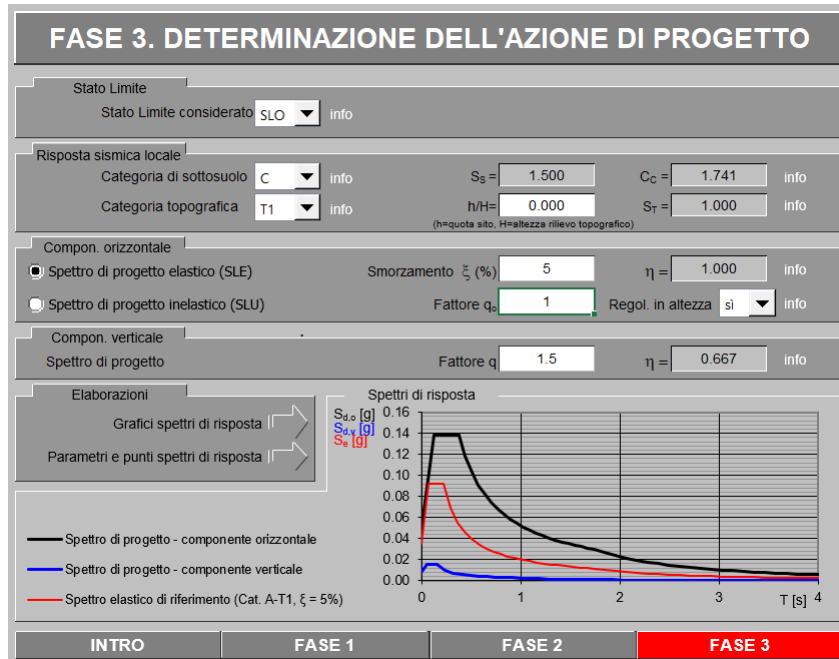 FASE 3. DETERMINAZIONE DELL'AZIONE DI PROGETTO
Stato Limite
Stato Limite considerato SLO info
Risposta sismica locale
Categoria di sottosuolo C info S_S = 1.500 C_C = 1.741 info
Categoria topografica T1 info h/H= 0.000 S_T = 1.000 info
(h=quota sito, H=altezza rilievo topografico)
Compon. orizzontale
Spettro di progetto elastico (SLE) Smorzamento ξ (%) 5 η = 1.000 info
Spettro di progetto inelastico (SLU) Fattore q_o 1 Regol. in altezza sì info
Compon. verticale
Spettro di progetto Fattore q 1.5 η = 0.667 info
Elaborazioni
Grafici spettri di risposta
Parametri e punti spettri di risposta
Spettri di risposta
S_d,o [g]
S_d,v [g]
S_e [g]
0.16
0.14
0.12
0.10
0.08
0.06
0.04
0.02
0.00
0 1 2 3 4
T [s]
Spettro di progetto - componente orizzontale
Spettro di progetto - componente verticale
Spettro elastico di riferimento (Cat. A-T1, ξ = 5%)
INTRO FASE 1 FASE 2 FASE 3